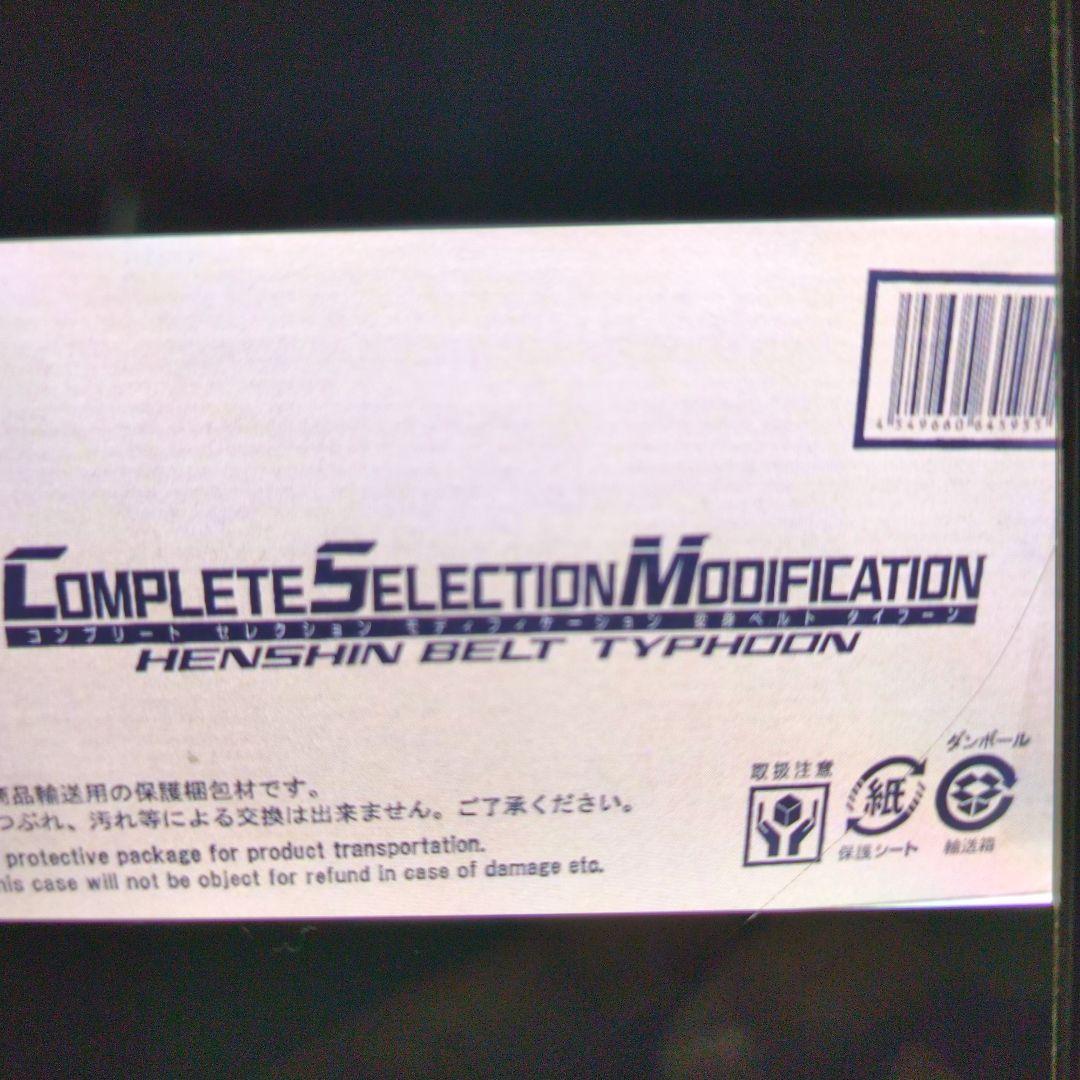 4 549660 645955
COMPLETE SELECTION MODIFICATION
コンプリート セレクション モディフィケーション 変身ベルト タイフーン
HENSHIN BELT TYPHOON
商品輸送用の保護梱包材です。
つぶれ、汚れ等による交換は出来ません。ご了承ください。
protective package for product transportation.
his case will not be object for refund in case of damage etc.
取扱注意
紙
保護シート
ダンボール
輸送箱